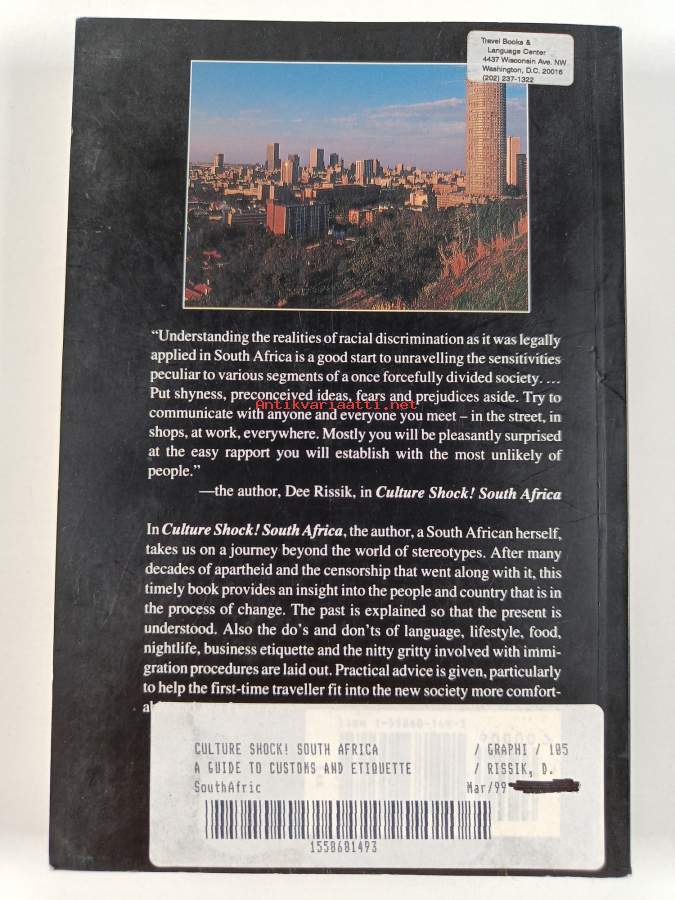 Travel Books &
Language Center
4437 Wisconsin Ave. NW
Washington, D.C. 20016
(202) 237-1322
“Understanding the realities of racial discrimination as it was legally
applied in South Africa is a good start to unravelling the sensitivities
peculiar to various segments of a once forcefully divided society. ...
Put shyness, preconceived ideas, fears and prejudices aside. Try to
Antikvariaatti.net
communicate with anyone and everyone you meet – in the street, in
shops, at work, everywhere. Mostly you will be pleasantly surprised
at the easy rapport you will establish with the most unlikely of
people.”
—the author, Dee Rissik, in Culture Shock! South Africa
In Culture Shock! South Africa, the author, a South African herself,
takes us on a journey beyond the world of stereotypes. After many
decades of apartheid and the censorship that went along with it, this
timely book provides an insight into the people and country that is in
the process of change. The past is explained so that the present is
understood. Also the do’s and don’ts of language, lifestyle, food,
nightlife, business etiquette and the nitty gritty involved with immi-
gration procedures are laid out. Practical advice is given, particularly
to help the first-time traveller fit into the new society more comfort-
CULTURE SHOCK! SOUTH AFRICA / GRAPHI / 105
A GUIDE TO CUSTOMS AND ETIQUETTE / RISSIK, D.
SouthAfric Mar/99
1558681493